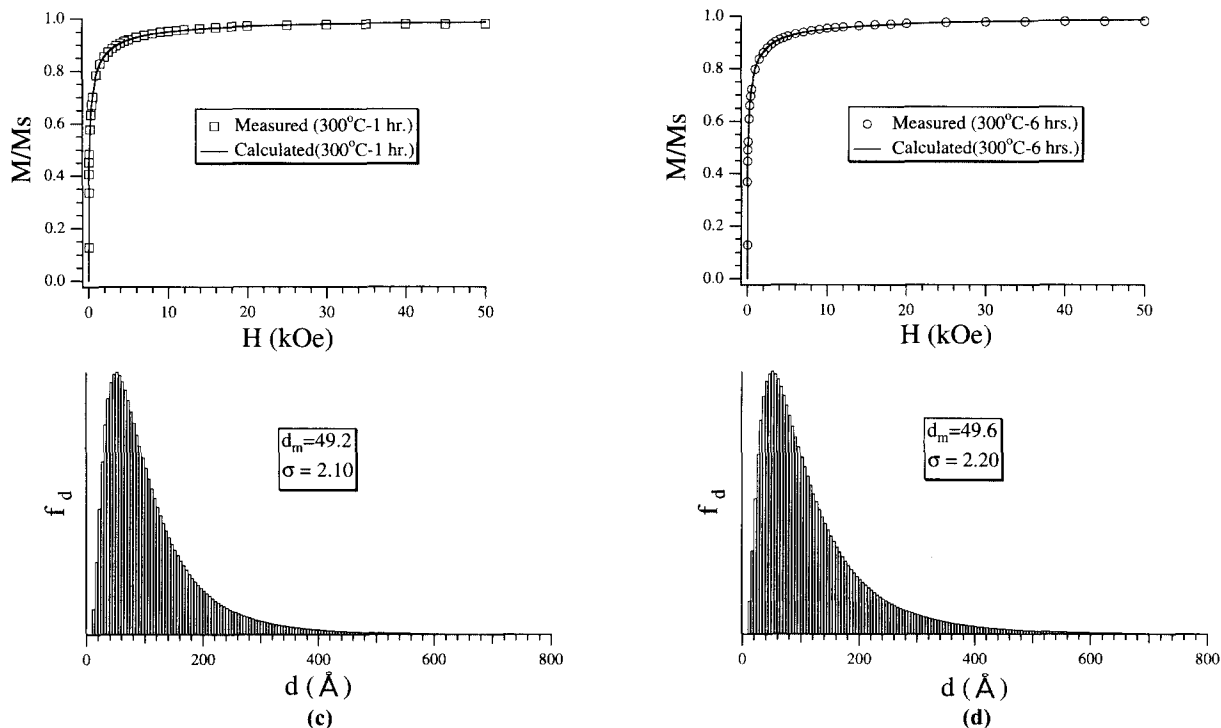 1.0
0.8
0.6
0.4
0.2
0.0
M/Ms
Measured (300°C-1 hr.)
Calculated(300°C-1 hr.)
0 10 20 30 40 50
H (kOe)
1.0
0.8
0.6
0.4
0.2
0.0
M/Ms
Measured (300°C-6 hrs.)
Calculated(300°C-6 hrs.)
0 10 20 30 40 50
H (kOe)
f_d
d_m=49.2
σ = 2.10
0 200 400 600 800
d (Å)
(c)
f_d
d_m=49.6
σ = 2.20
0 200 400 600 800
d (Å)
(d)